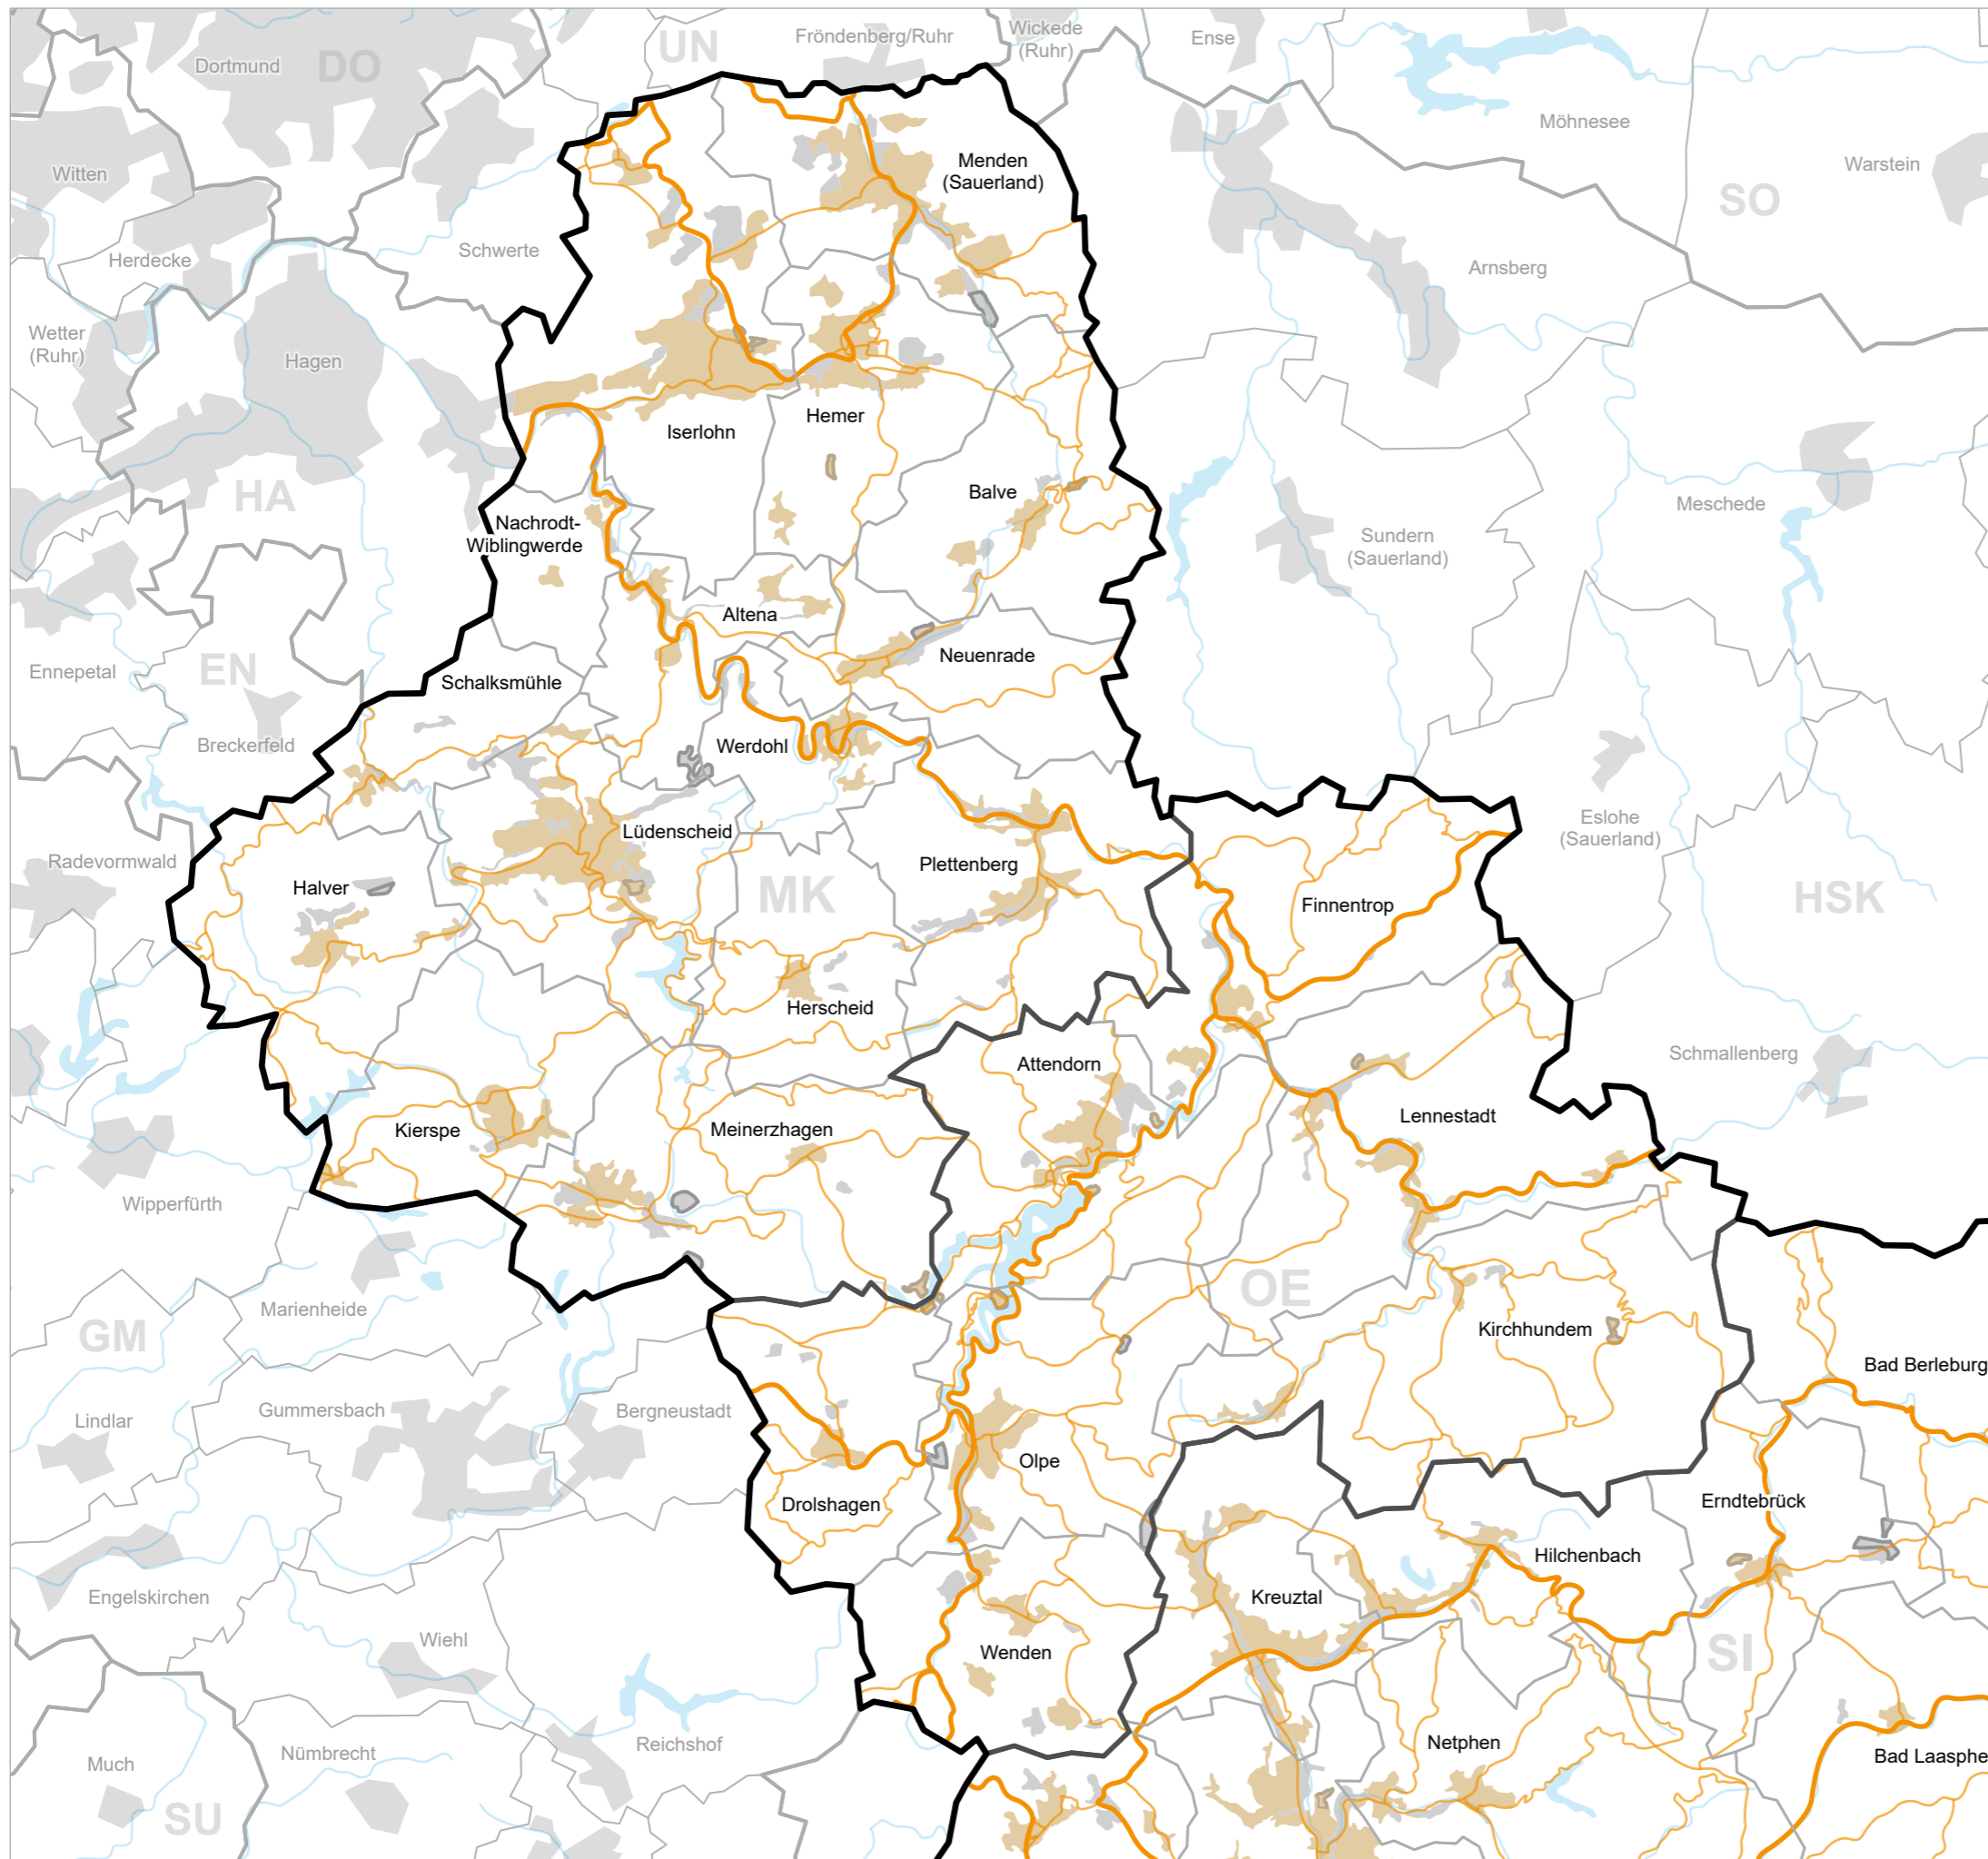 Wickede
(Ruhr)
Fröndenberg/Ruhr
Ense
UN
Dortmund
DO
Möhnesee
Warstein
Witten
Menden
(Sauerland)
SO
Schwerte
Herdecke
Arnsberg
Wetter
(Ruhr)
Hagen
Hemer
Iserlohn
HA
Balve
Meschede
Nachrodt-
Wiblingwerde
Sundern
(Sauerland)
Altena
Neuenrade
Ennepetal
EN
Schalksmühle
Breckerfeld
Werdohl
Eslohe
(Sauerland)
Lüdenscheid
Radevormwald
Plettenberg
Halver
MK
HSK
Finnentrop
Herscheid
Schmallenberg
Attendorn
Lennestadt
Kierspe
Meinerzhagen
Wipperfürth
OE
Marienheide
GM
Kirchhundem
Bad Berleburg
Lindlar
Gummersbach
Bergneustadt
Olpe
Drolshagen
Erndtebrück
Hilchenbach
Engelskirchen
Kreuztal
Wiehl
Wenden
SI
Netphen
Reichshof
Nümbrecht
Bad Laasphe
Much
SU